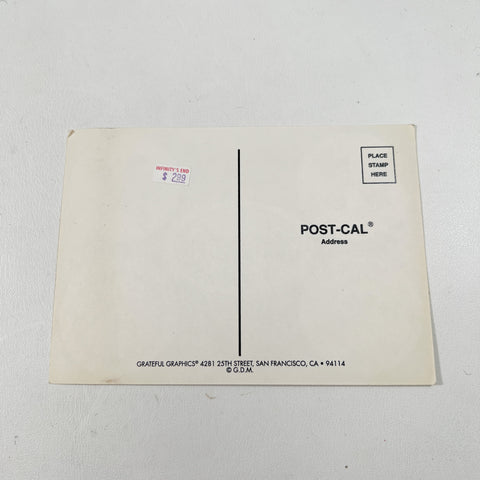 INFINITY'S END
$ 2.99
PLACE
STAMP
HERE
POST-CAL®
Address
GRATEFUL GRAPHICS® 4281 25TH STREET, SAN FRANCISCO, CA • 94114
© G.D.M.